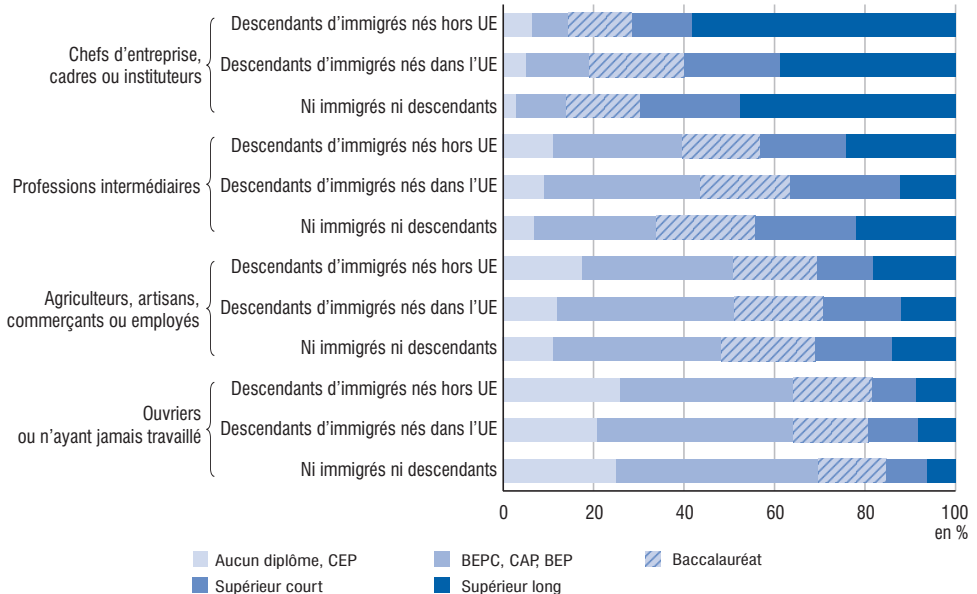 Chefs d'entreprise,
cadres ou instituteurs
Descendants d'immigrés nés hors UE
Descendants d'immigrés nés dans l'UE
Ni immigrés ni descendants
Professions intermédiaires
Descendants d'immigrés nés hors UE
Descendants d'immigrés nés dans l'UE
Ni immigrés ni descendants
Agriculteurs, artisans,
commerçants ou employés
Descendants d'immigrés nés hors UE
Descendants d'immigrés nés dans l'UE
Ni immigrés ni descendants
Ouvriers
ou n'ayant jamais travaillé
Descendants d'immigrés nés hors UE
Descendants d'immigrés nés dans l'UE
Ni immigrés ni descendants
0 20 40 60 80 100
en %
Aucun diplôme, CEP BEPC, CAP, BEP Baccalauréat
Supérieur court Supérieur long